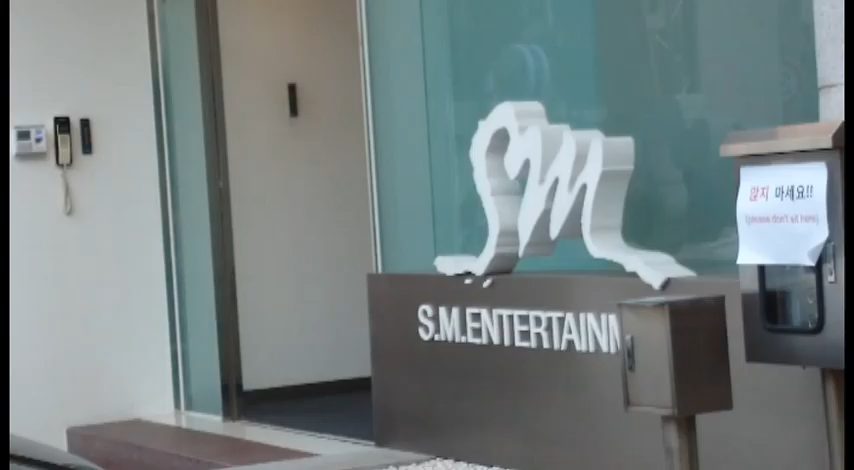 SM
S.M.ENTERTAINM
앉지 마세요!!
(please don't sit here)